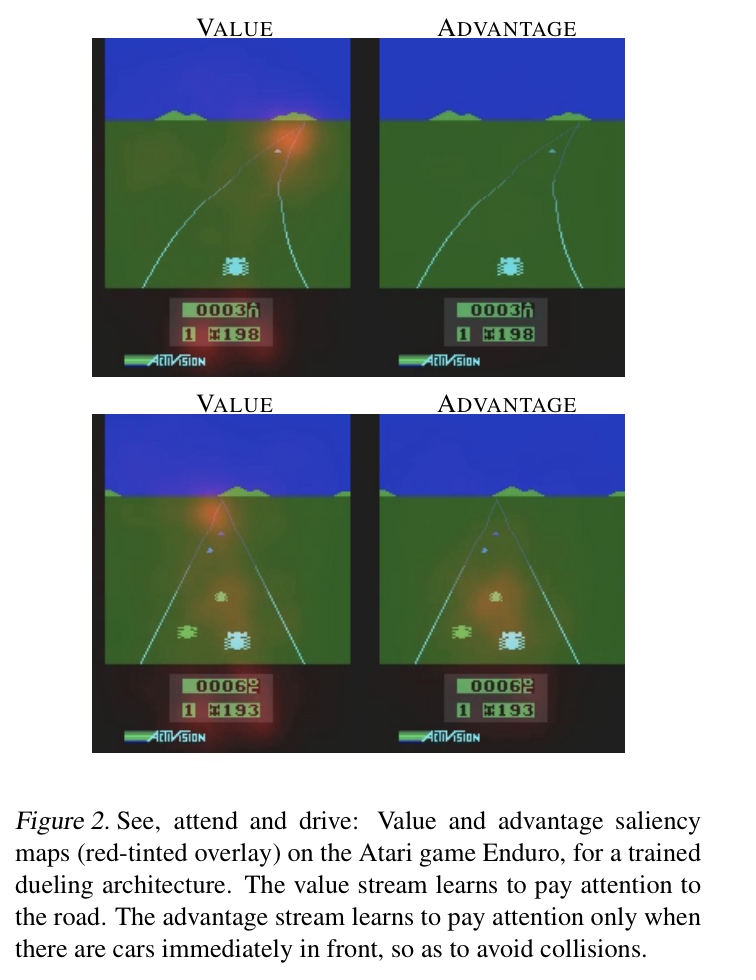 VALUE ADVANTAGE
0003 0003
1 198 1 198
ACTIVISION ACTIVISION
VALUE ADVANTAGE
0006 0006
1 193 1 193
ACTIVISION ACTIVISION
Figure 2. See, attend and drive: Value and advantage saliency
maps (red-tinted overlay) on the Atari game Enduro, for a trained
dueling architecture. The value stream learns to pay attention to
the road. The advantage stream learns to pay attention only when
there are cars immediately in front, so as to avoid collisions.